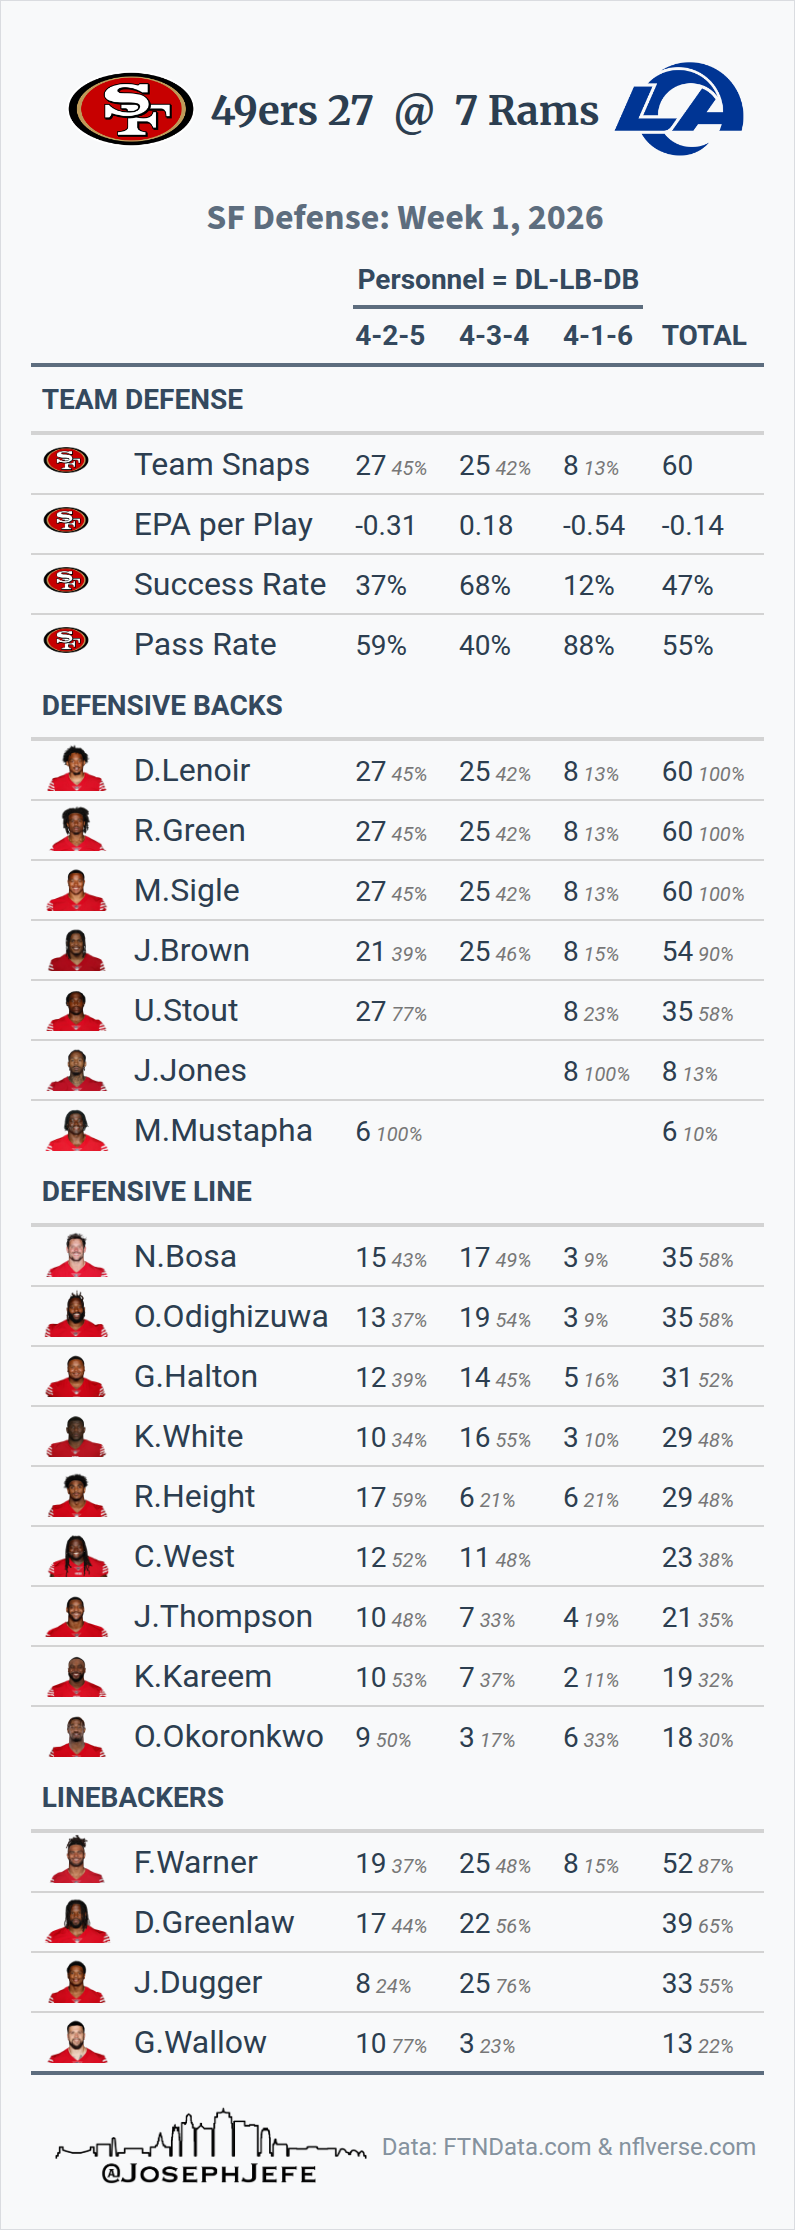 49ers 27 @ 7 Rams
SF Defense: Week 1, 2026
Personnel = DL-LB-DB
4-2-5 4-3-4 4-1-6 TOTAL
TEAM DEFENSE
Team Snaps 27 45% 25 42% 8 13% 60
EPA per Play -0.31 0.18 -0.54 -0.14
Success Rate 37% 68% 12% 47%
Pass Rate 59% 40% 88% 55%
DEFENSIVE BACKS
D.Lenoir 27 45% 25 42% 8 13% 60 100%
R.Green 27 45% 25 42% 8 13% 60 100%
M.Sigle 27 45% 25 42% 8 13% 60 100%
J.Brown 21 39% 25 46% 8 15% 54 90%
U.Stout 27 77% 8 23% 35 58%
J.Jones 8 100% 8 13%
M.Mustapha 6 100% 6 10%
DEFENSIVE LINE
N.Bosa 15 43% 17 49% 3 9% 35 58%
O.Odighizuwa 13 37% 19 54% 3 9% 35 58%
G.Halton 12 39% 14 45% 5 16% 31 52%
K.White 10 34% 16 55% 3 10% 29 48%
R.Height 17 59% 6 21% 6 21% 29 48%
C.West 12 52% 11 48% 23 38%
J.Thompson 10 48% 7 33% 4 19% 21 35%
K.Kareem 10 53% 7 37% 2 11% 19 32%
O.Okoronkwo 9 50% 3 17% 6 33% 18 30%
LINEBACKERS
F.Warner 19 37% 25 48% 8 15% 52 87%
D.Greenlaw 17 44% 22 56% 39 65%
J.Dugger 8 24% 25 76% 33 55%
G.Wallow 10 77% 3 23% 13 22%
@JOSEPHJEFE
Data: FTNData.com & nflverse.com